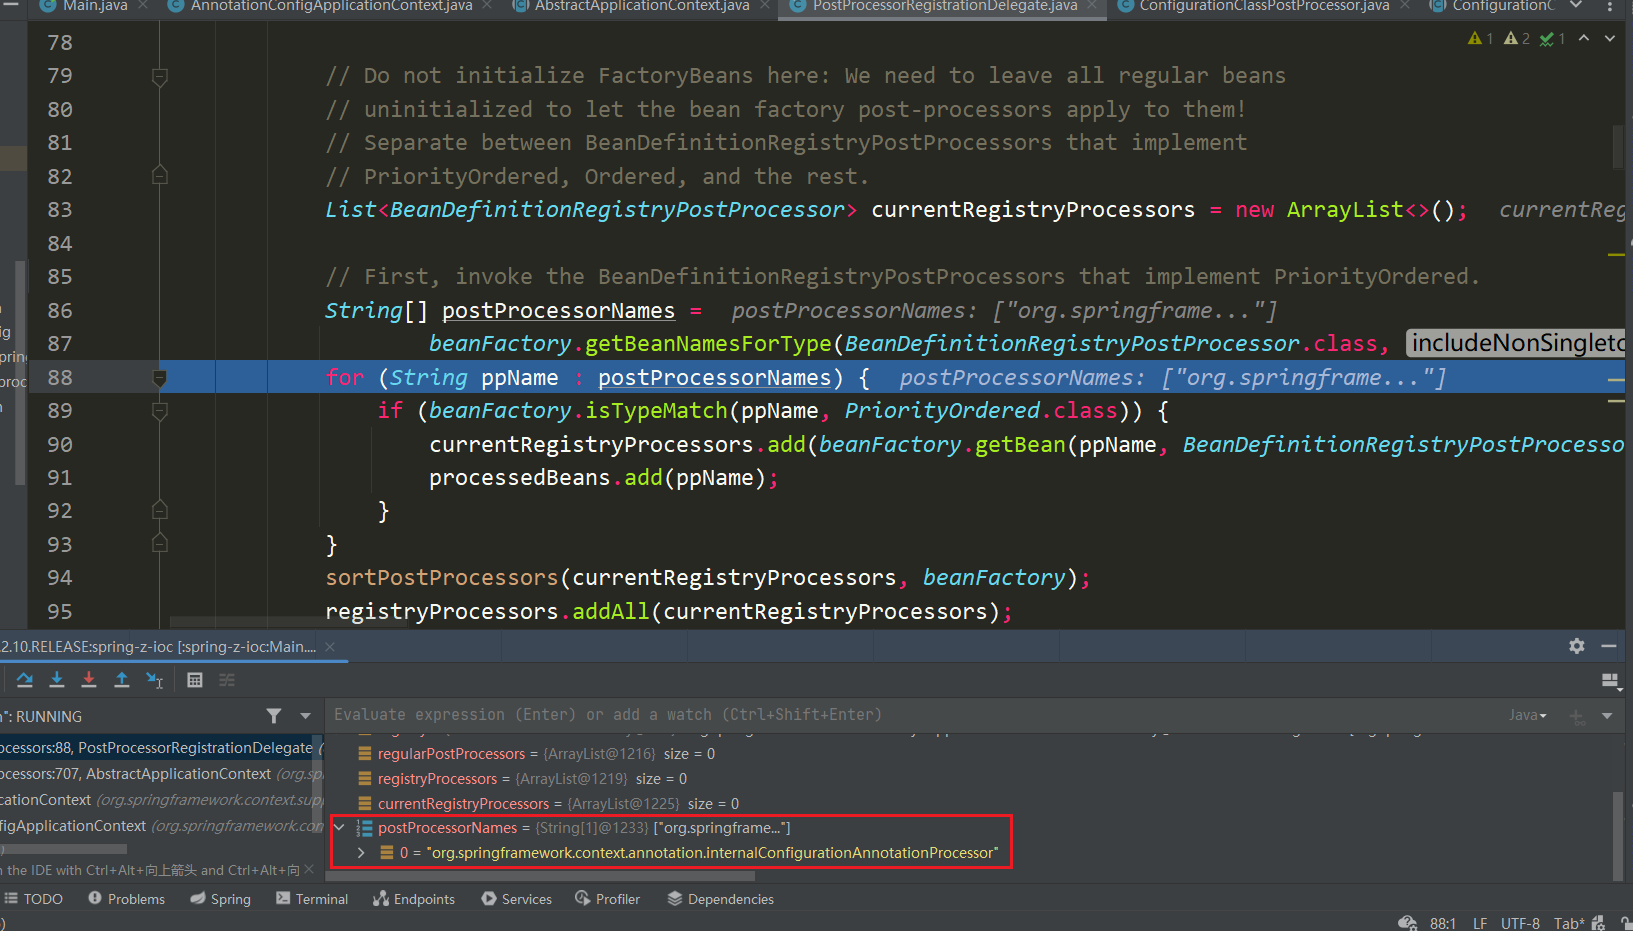 Main.java
AnnotationConfigApplicationContext.java
AbstractApplicationContext.java
PostProcessorRegistrationDelegate.java
ConfigurationClassPostProcessor.java
ConfigurationC
1 2 1
78
79 // Do not initialize FactoryBeans here: We need to leave all regular beans
80 // uninitialized to let the bean factory post-processors apply to them!
81 // Separate between BeanDefinitionRegistryPostProcessors that implement
82 // PriorityOrdered, Ordered, and the rest.
83 List<BeanDefinitionRegistryPostProcessor> currentRegistryProcessors = new ArrayList<>(); currentReg
84
85 // First, invoke the BeanDefinitionRegistryPostProcessors that implement PriorityOrdered.
86 String[] postProcessorNames = postProcessorNames: ["org.springframe..."]
87 beanFactory.getBeanNamesForType(BeanDefinitionRegistryPostProcessor.class, includeNonSingleto
88 for (String ppName : postProcessorNames) { postProcessorNames: ["org.springframe..."]
89 if (beanFactory.isTypeMatch(ppName, PriorityOrdered.class)) {
90 currentRegistryProcessors.add(beanFactory.getBean(ppName, BeanDefinitionRegistryPostProcesso
91 processedBeans.add(ppName);
92 }
93 }
94 sortPostProcessors(currentRegistryProcessors, beanFactory);
95 registryProcessors.addAll(currentRegistryProcessors);
.2.10.RELEASE:spring-z-ioc [:spring-z-ioc:Main....
n": RUNNING
Evaluate expression (Enter) or add a watch (Ctrl+Shift+Enter)
Java
ocessors:88, PostProcessorRegistrationDelegate (
ocessors:707, AbstractApplicationContext (org.sp
cationContext (org.springframework.context.sup
figApplicationContext (org.springframework.con
n the IDE with Ctrl+Alt+向上箭头 and Ctrl+Alt+向
regularPostProcessors = {ArrayList@1216} size = 0
registryProcessors = {ArrayList@1219} size = 0
currentRegistryProcessors = {ArrayList@1225} size = 0
postProcessorNames = {String[1]@1233} ["org.springframe..."]
0 = "org.springframework.context.annotation.internalConfigurationAnnotationProcessor"
TODO Problems Spring Terminal Endpoints Services Profiler Dependencies
88:1 LF UTF-8 Tab*